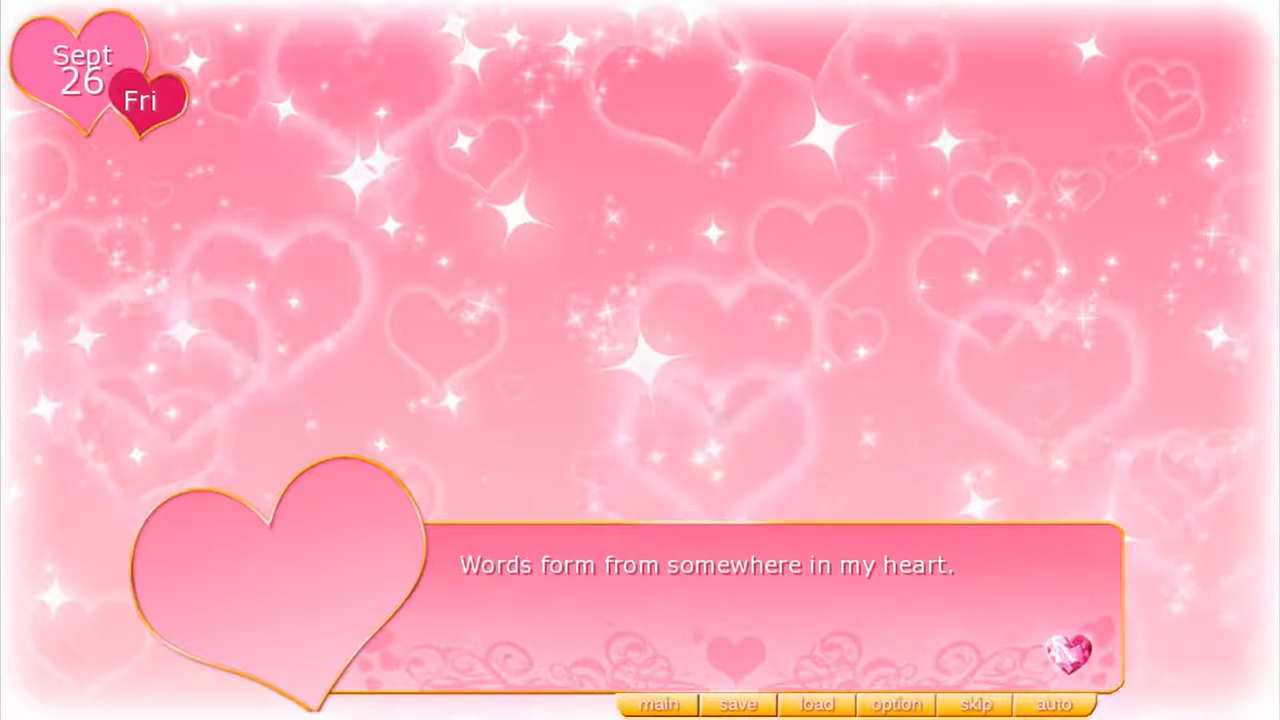 Sept
26
Fri
Words form from somewhere in my heart.
main save load option skip auto